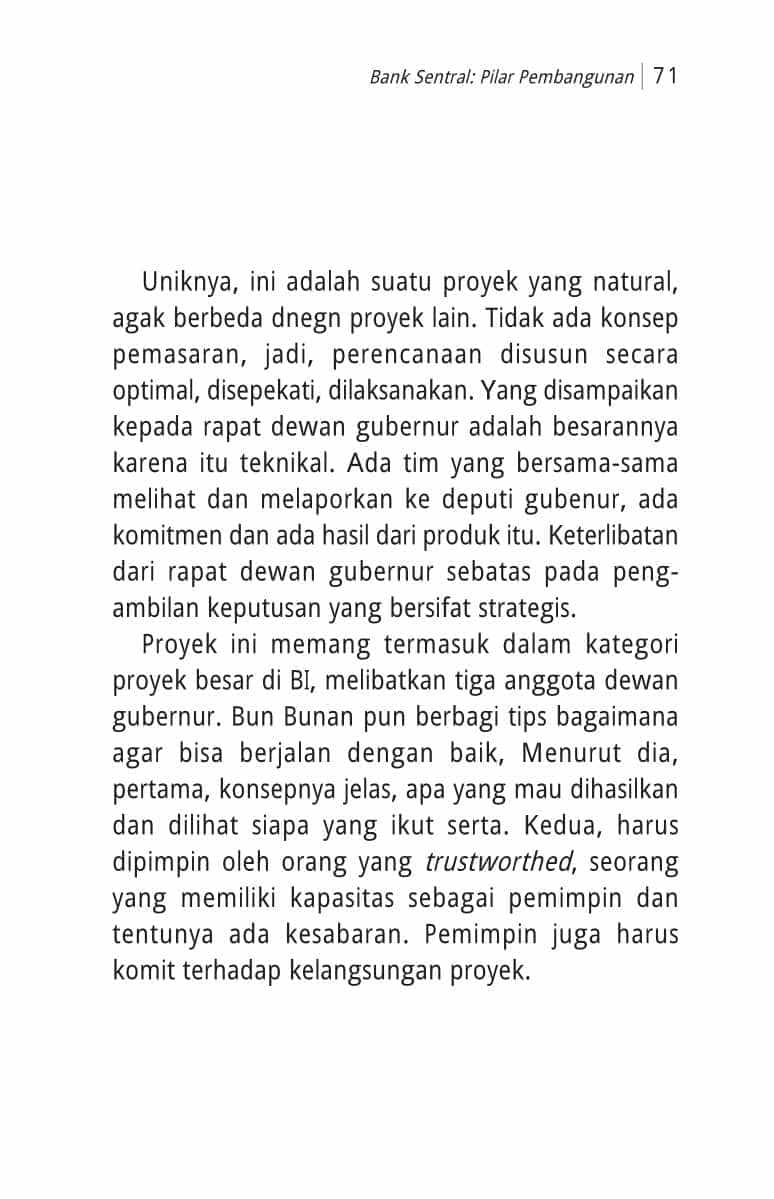 Bank Sentral: Pilar Pembangunan 71
Uniknya, ini adalah suatu proyek yang natural,
agak berbeda dnegn proyek lain. Tidak ada konsep
pemasaran, jadi, perencanaan disusun secara
optimal, disepekati, dilaksanakan. Yang disampaikan
kepada rapat dewan gubernur adalah besarannya
karena itu teknikal. Ada tim yang bersama-sama
melihat dan melaporkan ke deputi gubenur, ada
komitmen dan ada hasil dari produk itu. Keterlibatan
dari rapat dewan gubernur sebatas pada peng-
ambilan keputusan yang bersifat strategis.
Proyek ini memang termasuk dalam kategori
proyek besar di BI, melibatkan tiga anggota dewan
gubernur. Bun Bunan pun berbagi tips bagaimana
agar bisa berjalan dengan baik, Menurut dia,
pertama, konsepnya jelas, apa yang mau dihasilkan
dan dilihat siapa yang ikut serta. Kedua, harus
dipimpin oleh orang yang trustworthed, seorang
yang memiliki kapasitas sebagai pemimpin dan
tentunya ada kesabaran. Pemimpin juga harus
komit terhadap kelangsungan proyek.